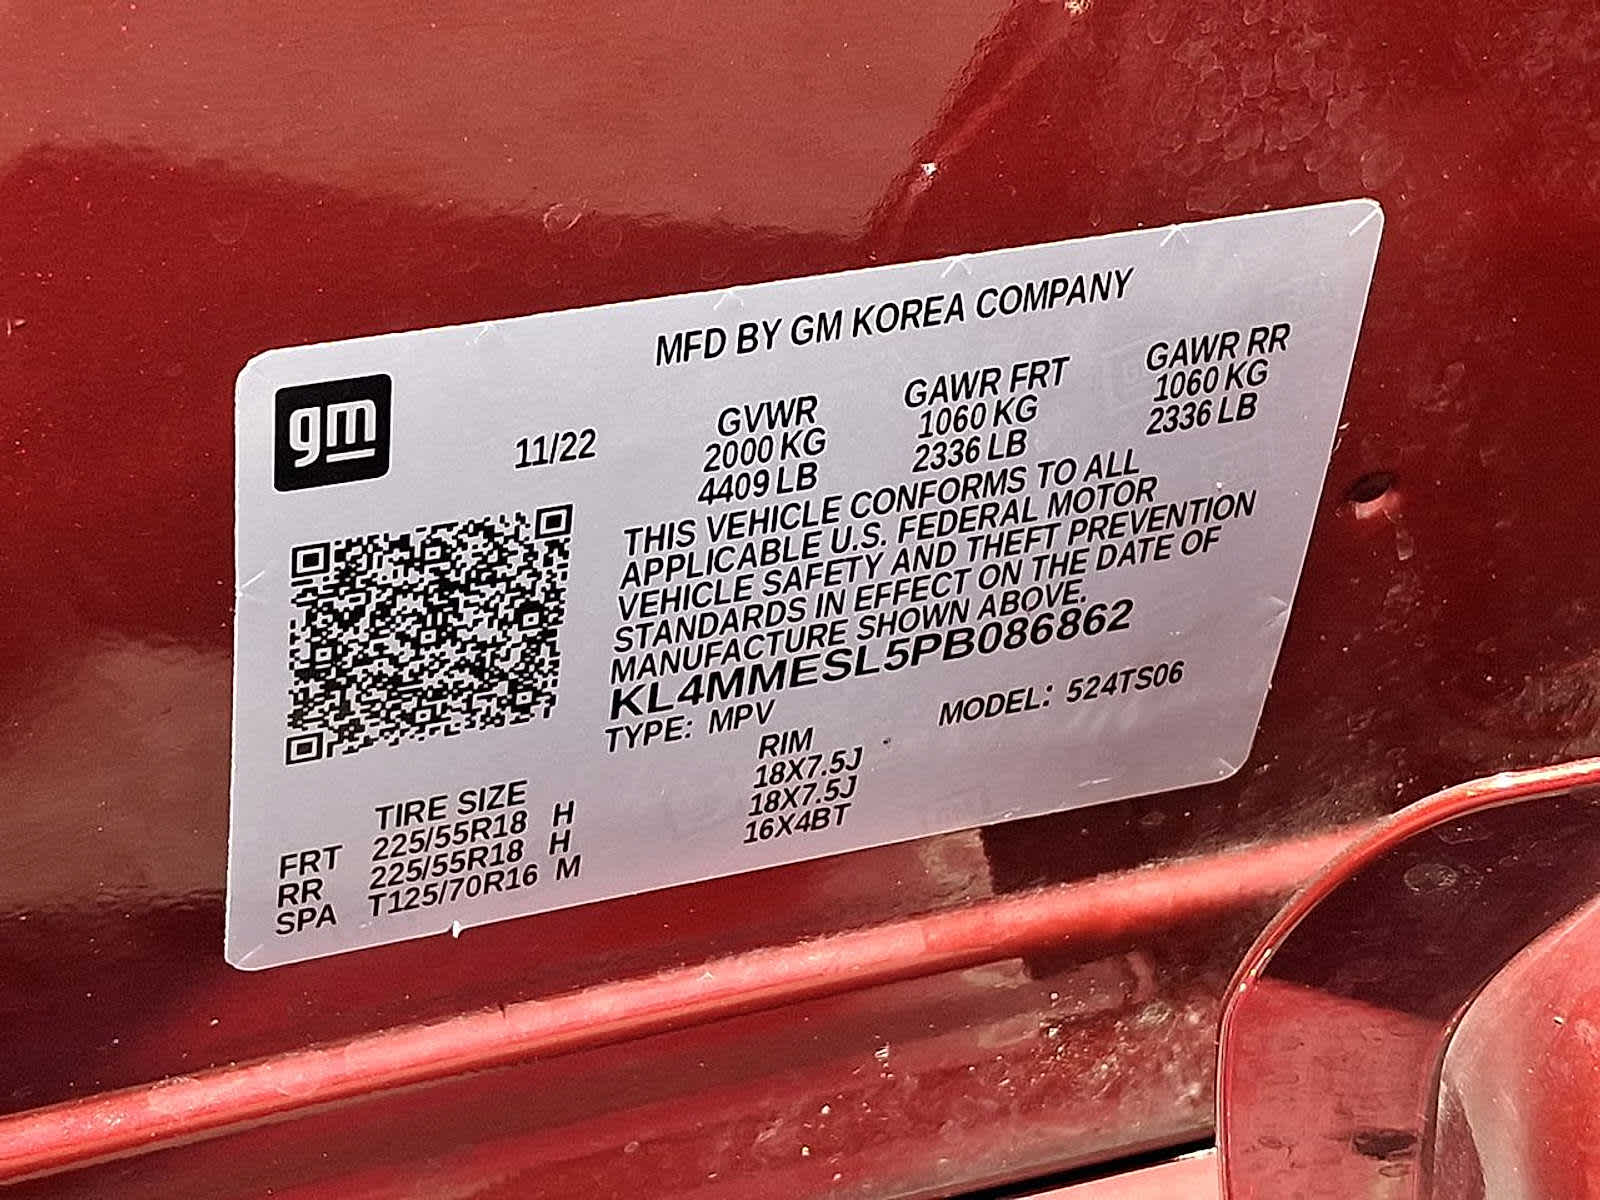 MFD BY GM KOREA COMPANY
gm
11/22
GVWR GAWR FRT GAWR RR
2000 KG 1060 KG 1060 KG
4409 LB 2336 LB 2336 LB
THIS VEHICLE CONFORMS TO ALL
APPLICABLE U.S. FEDERAL MOTOR
VEHICLE SAFETY AND THEFT PREVENTION
STANDARDS IN EFFECT ON THE DATE OF
MANUFACTURE SHOWN ABOVE.
KL4MMESL5PB086862
TYPE: MPV MODEL: 524TS06
TIRE SIZE RIM
FRT 225/55R18 H 18X7.5J
RR 225/55R18 H 18X7.5J
SPA T125/70R16 M 16X4BT